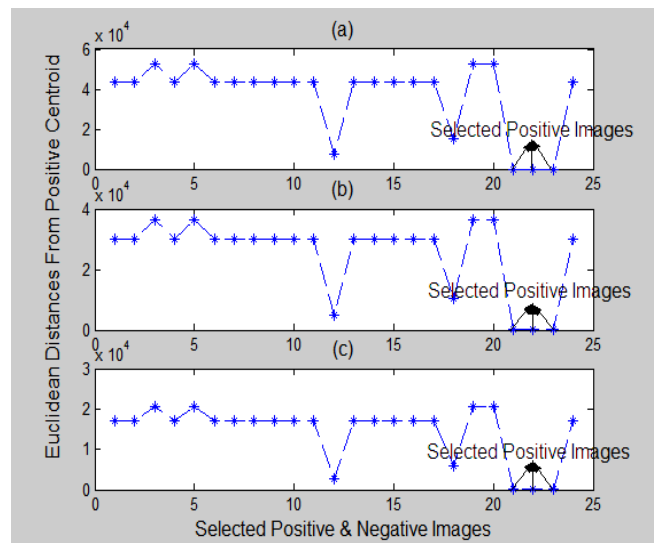 (a)
x 10^4
6
4
2
0
Selected Positive Images
0 5 10 15 20 25
(b)
x 10^4
4
2
0
Selected Positive Images
0 5 10 15 20 25
(c)
x 10^4
3
2
1
0
Selected Positive Images
0 5 10 15 20 25
Euclidean Distances From Positive Centroid
Selected Positive & Negative Images